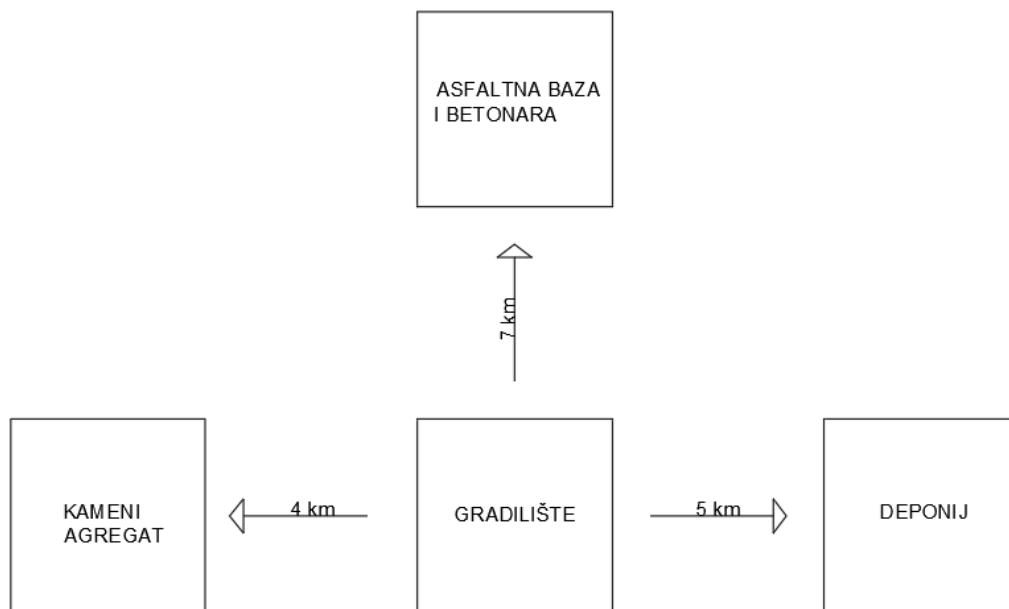 ASFALTNA BAZA
I BETONARA
7 km
KAMENI
AGREGAT
4 km
GRADILIŠTE
5 km
DEPONIJ